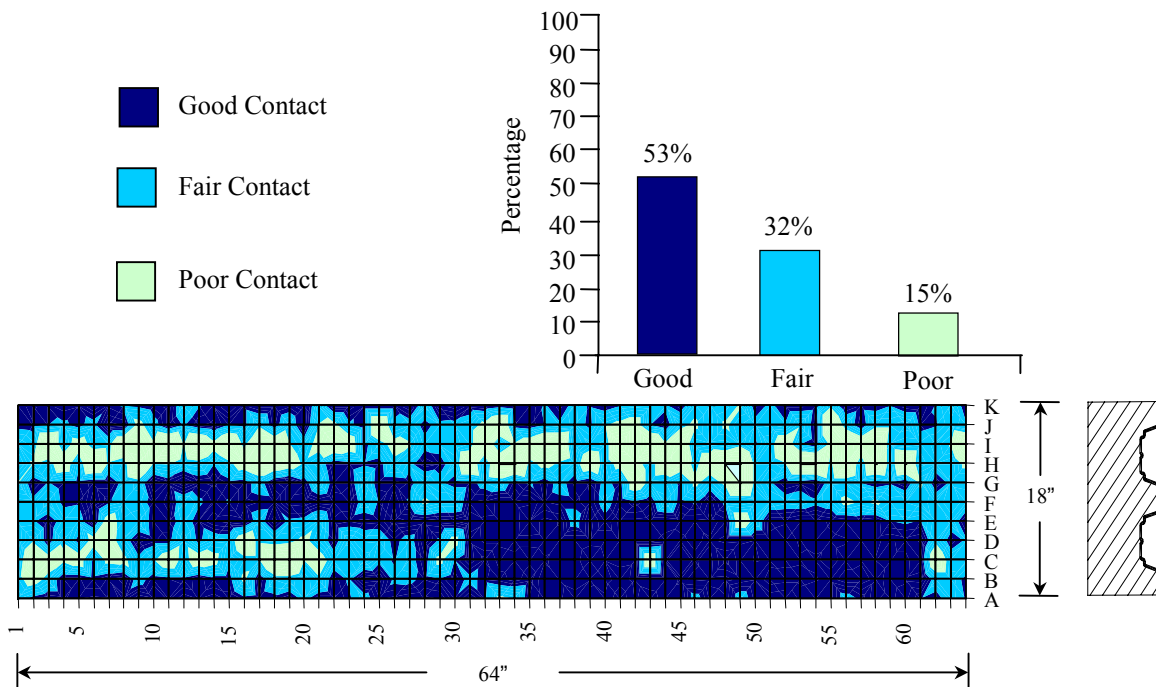 Good Contact
Fair Contact
Poor Contact
Percentage
100
90
80
70
60
50
40
30
20
10
0
53%
32%
15%
Good Fair Poor
K
J
I
H
G
F
E
D
C
B
A
18”
1 5 10 15 20 25 30 35 40 45 50 55 60
64”